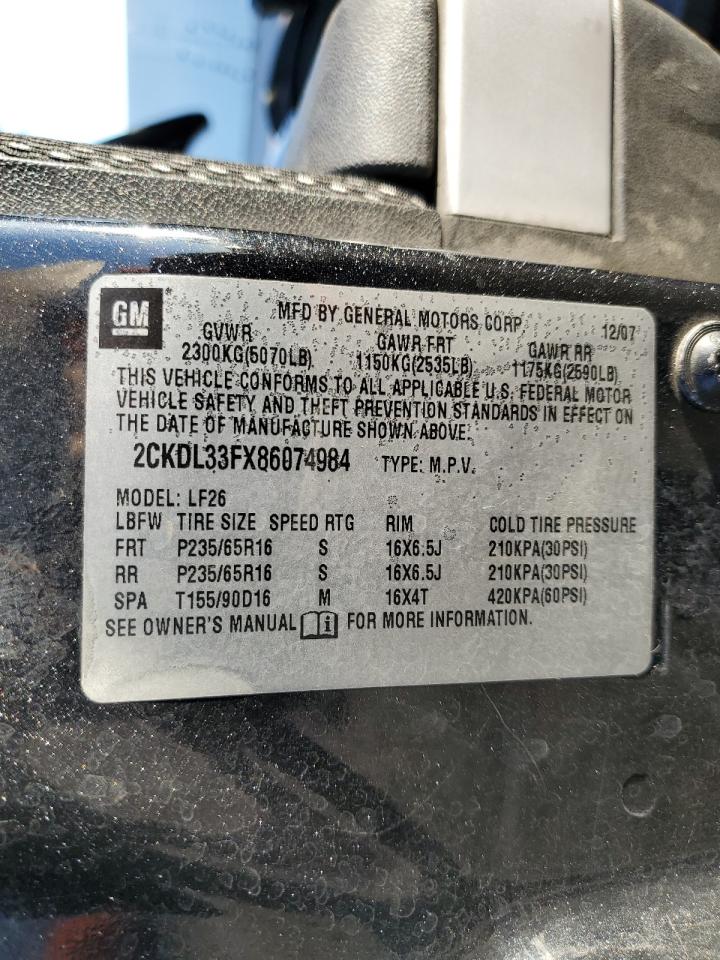 GM
MFD BY GENERAL MOTORS CORP 12/07
GVWR GAWR FRT GAWR RR
2300KG(5070LB) 1150KG(2535LB) 1175KG(2590LB)
THIS VEHICLE CONFORMS TO ALL APPLICABLE U.S. FEDERAL MOTOR
VEHICLE SAFETY AND THEFT PREVENTION STANDARDS IN EFFECT ON
THE DATE OF MANUFACTURE SHOWN ABOVE.
2CKDL33FX86074984 TYPE: M.P.V.
MODEL: LF26
LBFW TIRE SIZE SPEED RTG RIM COLD TIRE PRESSURE
FRT P235/65R16 S 16X6.5J 210KPA(30PSI)
RR P235/65R16 S 16X6.5J 210KPA(30PSI)
SPA T155/90D16 M 16X4T 420KPA(60PSI)
SEE OWNER'S MANUAL i FOR MORE INFORMATION.